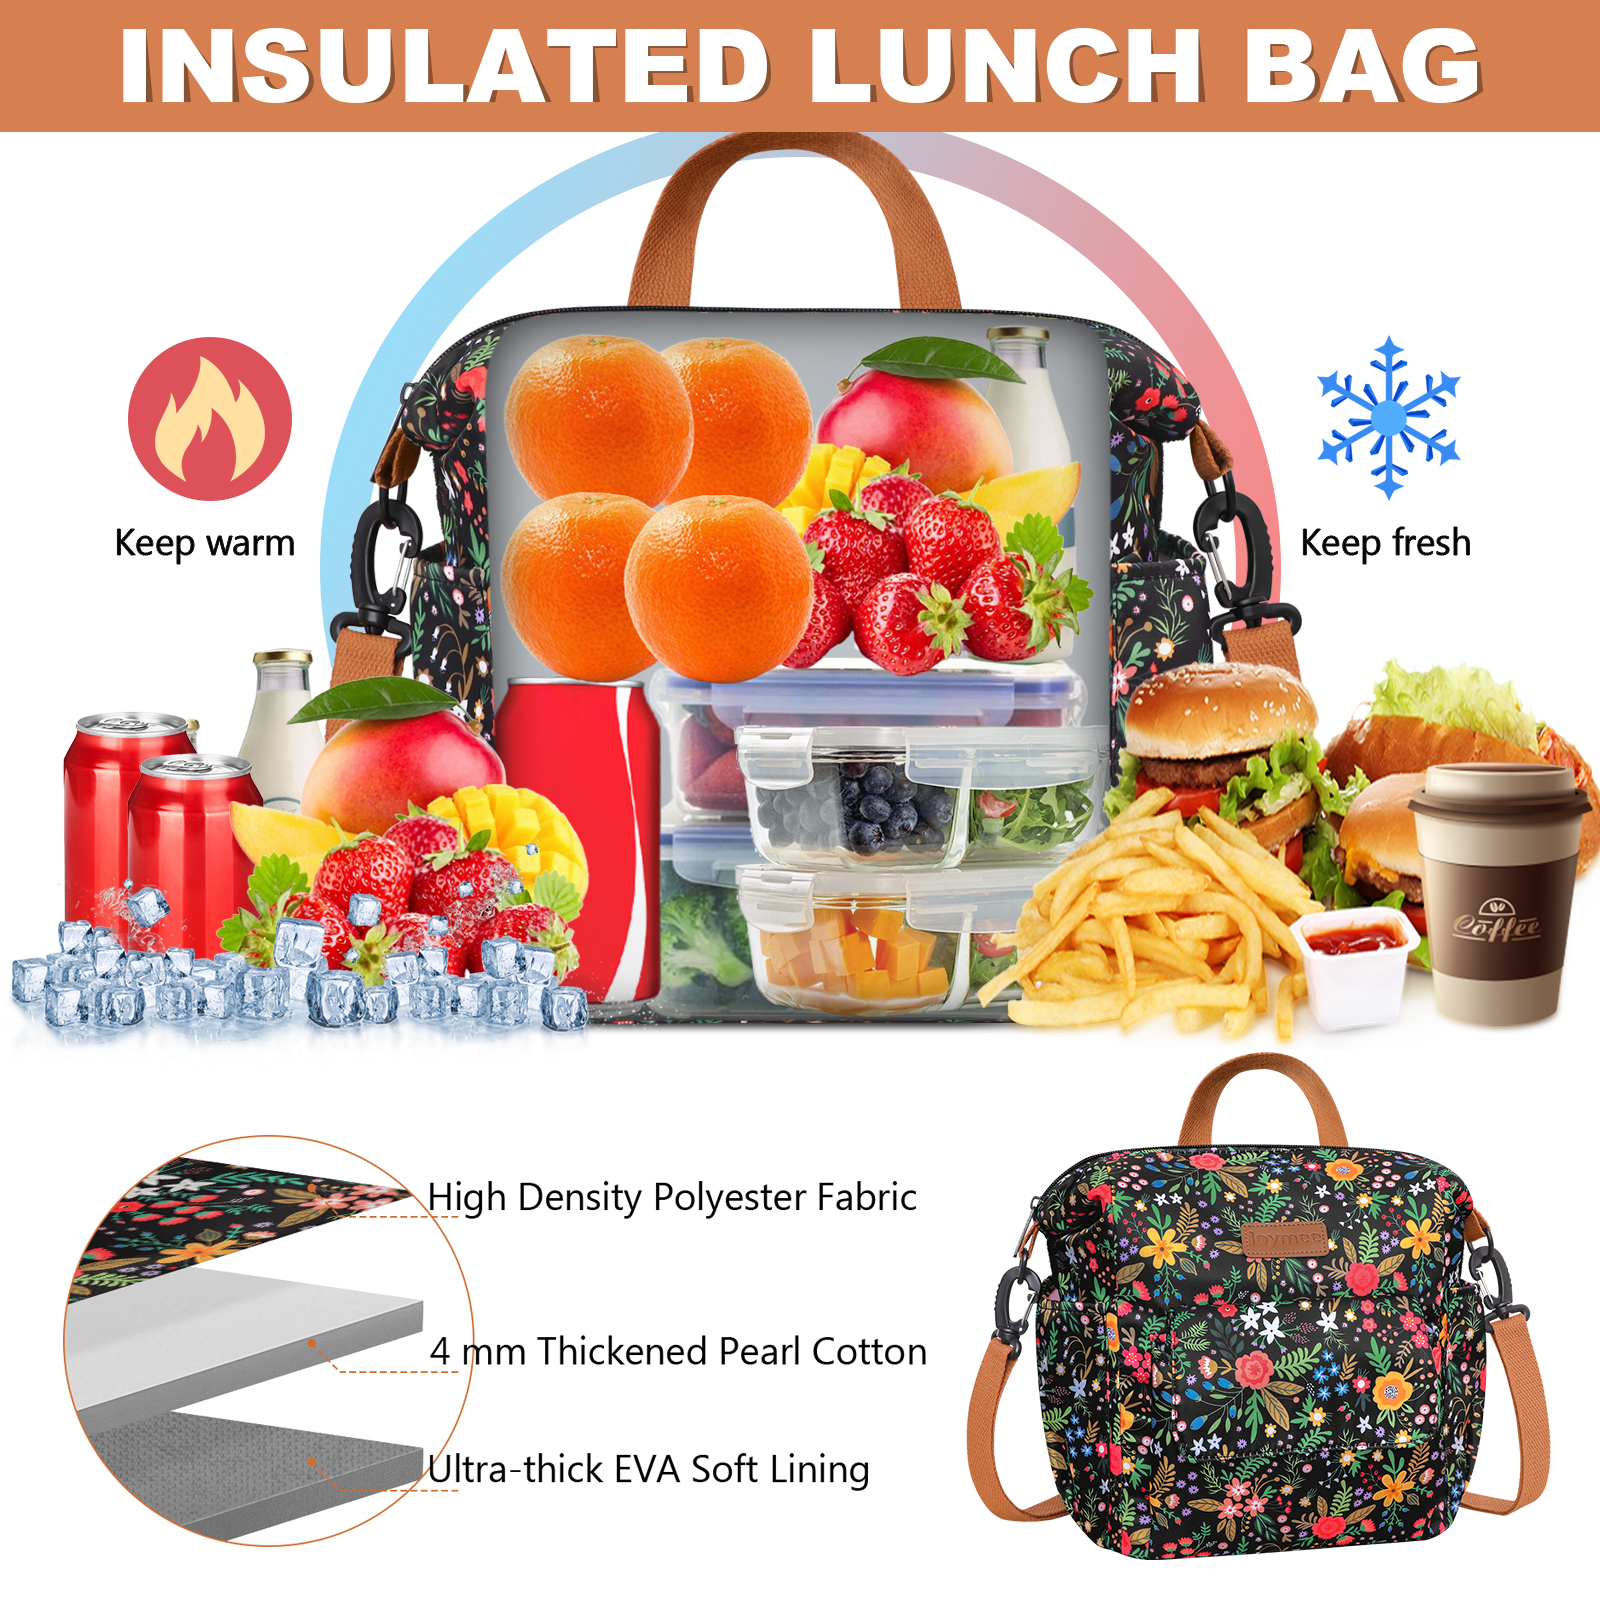 INSULATED LUNCH BAG
Keep warm
Keep fresh
Coffee
High Density Polyester Fabric
Joymee
4 mm Thickened Pearl Cotton
Ultra-thick EVA Soft Lining